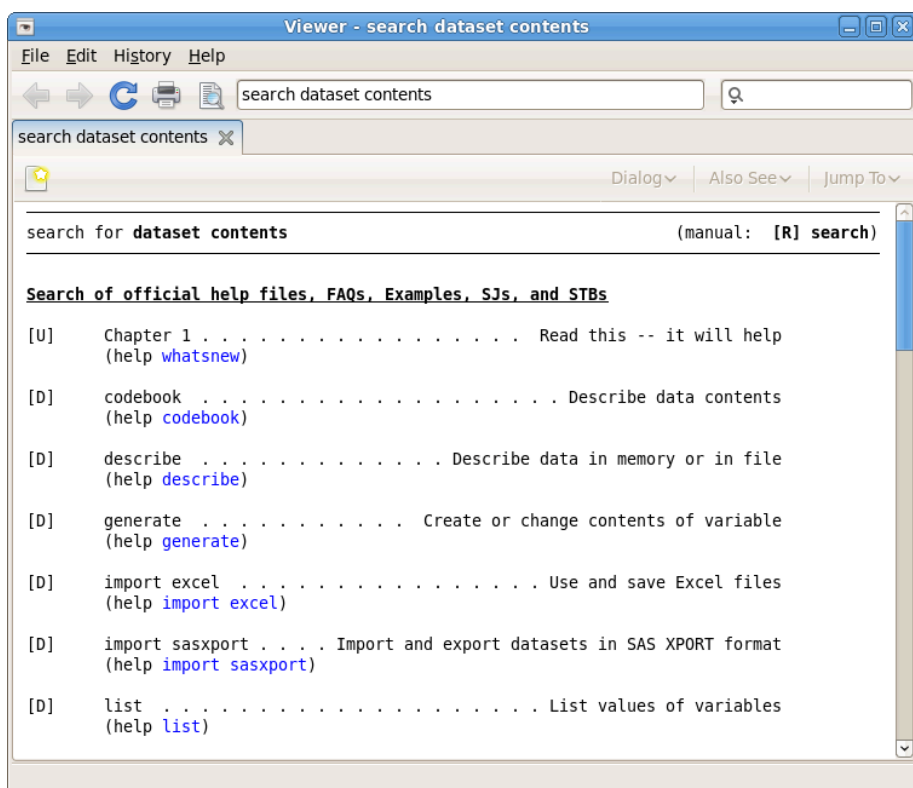 Viewer - search dataset contents
File Edit History Help
search dataset contents
search dataset contents
Dialog Also See Jump To
search for dataset contents (manual: [R] search)
Search of official help files, FAQs, Examples, SJs, and STBs
[U] Chapter 1 . . . . . . . . . . . . . . . . . Read this -- it will help
(help whatsnew)
[D] codebook . . . . . . . . . . . . . . . . . . . Describe data contents
(help codebook)
[D] describe . . . . . . . . . . . . . Describe data in memory or in file
(help describe)
[D] generate . . . . . . . . . . . Create or change contents of variable
(help generate)
[D] import excel . . . . . . . . . . . . . . . . Use and save Excel files
(help import excel)
[D] import sasxport . . . . Import and export datasets in SAS XPORT format
(help import sasxport)
[D] list . . . . . . . . . . . . . . . . . . . . List values of variables
(help list)